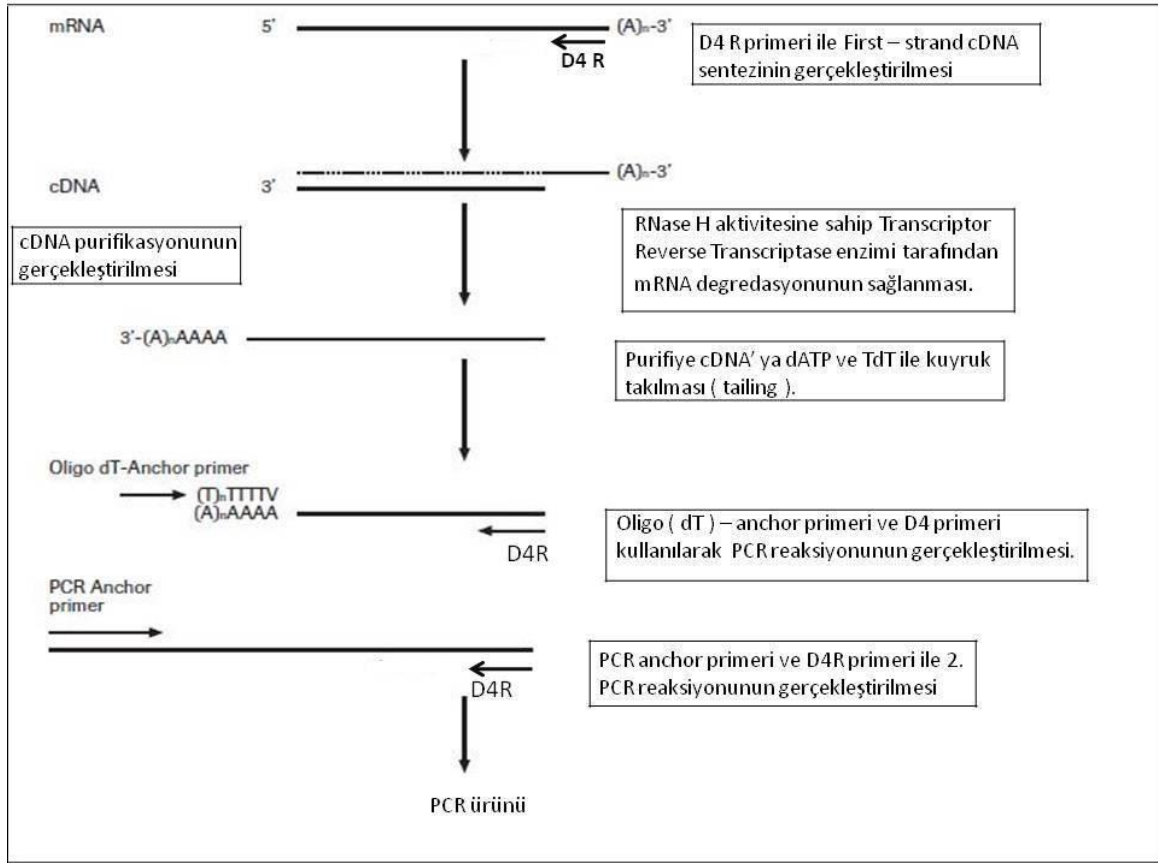 mRNA 5' (A)n-3'
D4 R
D4 R primeri ile First – strand cDNA
sentezinin gerçekleştirilmesi
(A)n-3'
cDNA 3'
cDNA purifikasyonunun
gerçekleştirilmesi
RNase H aktivitesine sahip Transcriptor
Reverse Transcriptase enzimi tarafından
mRNA degredasyonunun sağlanması.
3'-(A)nAAAA
Purifiye cDNA' ya dATP ve TdT ile kuyruk
takılması ( tailing ).
Oligo dT-Anchor primer
(T)nTTTTV
(A)nAAAA
D4R
Oligo ( dT ) – anchor primeri ve D4 primeri
kullanılarak PCR reaksiyonunun gerçekleştirilmesi.
PCR Anchor
primer
D4R
PCR anchor primeri ve D4R primeri ile 2.
PCR reaksiyonunun gerçekleştirilmesi
PCR ürünü